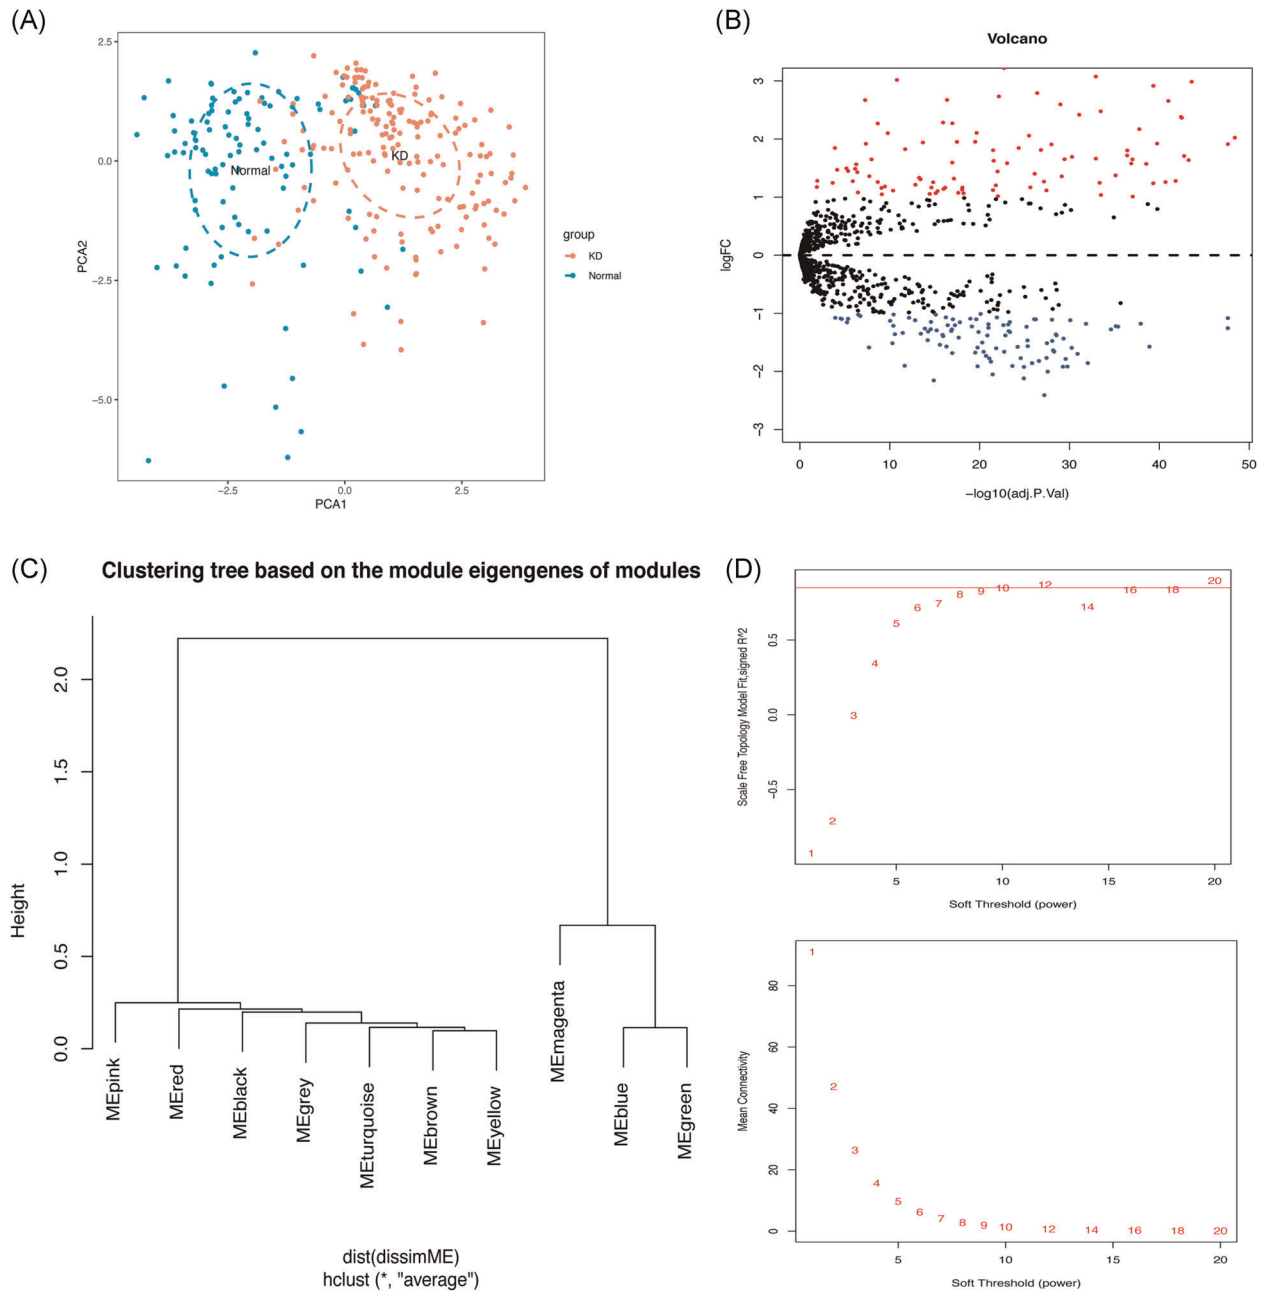 (A)
2.5
0.0
−2.5
−5.0
PCA2
Normal
KD
−2.5
0.0
2.5
PCA1
group
KD
Normal
(B)
Volcano
3
2
1
0
−1
−2
−3
logFC
0
10
20
30
40
50
−log10(adj.P.Val)
(C)
Clustering tree based on the module eigengenes of modules
Height
2.0
1.5
1.0
0.5
0.0
MEpink
MEred
MEblack
MEgrey
MEturquoise
MEbrown
MEyellow
MEmagenta
MEblue
MEgreen
dist(dissimME)
hclust (*, "average")
(D)
Scale Free Topology Model Fit,signed R^2
0.5
0.0
−0.5
1
2
3
4
5
6
7
8
9
10
12
14
16
18
20
5
10
15
20
Soft Threshold (power)
Mean Connectivity
80
60
40
20
0
1
2
3
4
5
6
7
8
9
10
12
14
16
18
20
5
10
15
20
Soft Threshold (power)